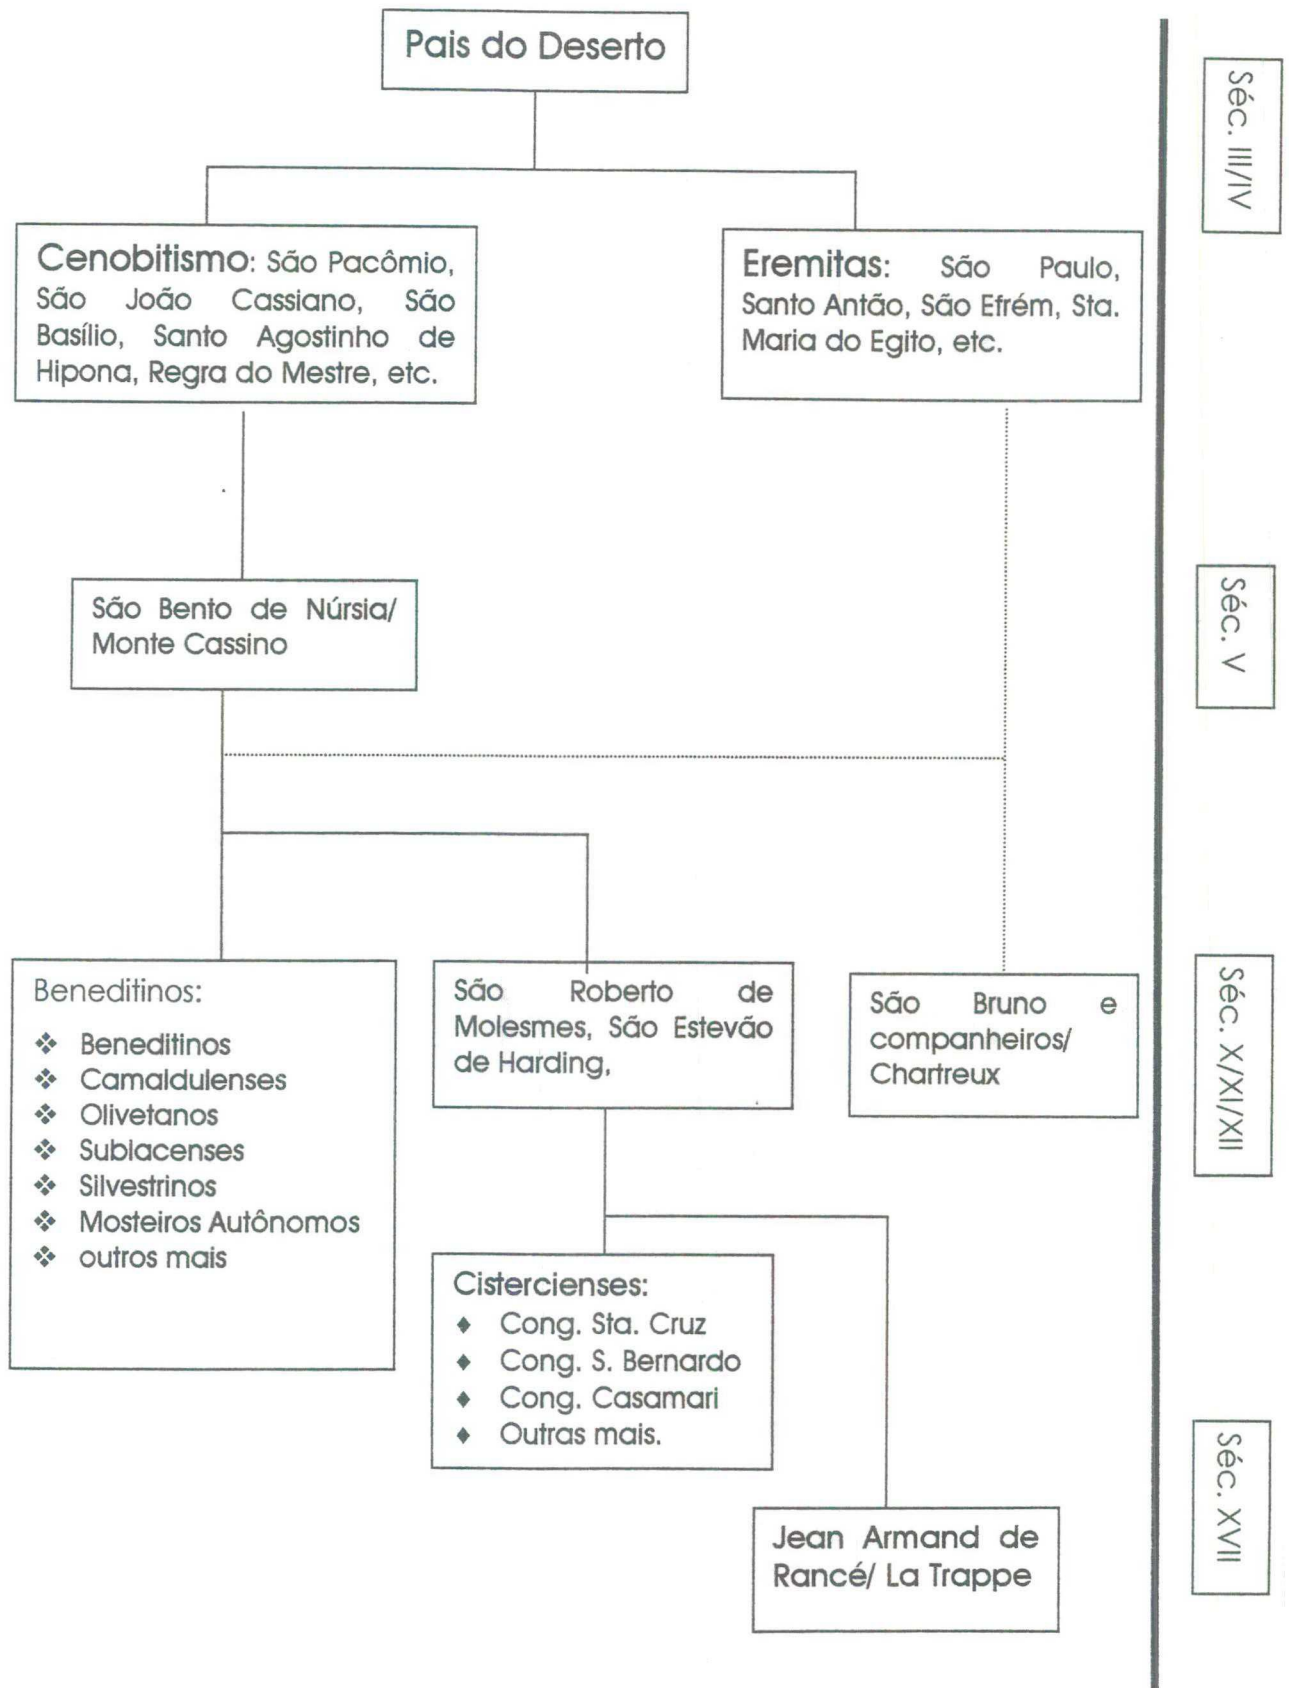 Pais do Deserto
Séc. III/IV
Cenobitismo: São Pacômio,
São João Cassiano, São
Basílio, Santo Agostinho de
Hipona, Regra do Mestre, etc.
Eremitas: São Paulo,
Santo Antão, São Efrém, Sta.
Maria do Egito, etc.
São Bento de Núrsia/
Monte Cassino
Séc. V
Beneditinos:
❖ Beneditinos
❖ Camaldulenses
❖ Olivetanos
❖ Sublacenses
❖ Silvestrinos
❖ Mosteiros Autônomos
❖ outros mais
São Roberto de
Molesmes, São Estevão
de Harding,
São Bruno e
companheiros/
Chartreux
Séc. X/XI/XII
Cistercienses:
♦ Cong. Sta. Cruz
♦ Cong. S. Bernardo
♦ Cong. Casamari
♦ Outras mais.
Jean Armand de
Rancé/ La Trappe
Séc. XVII